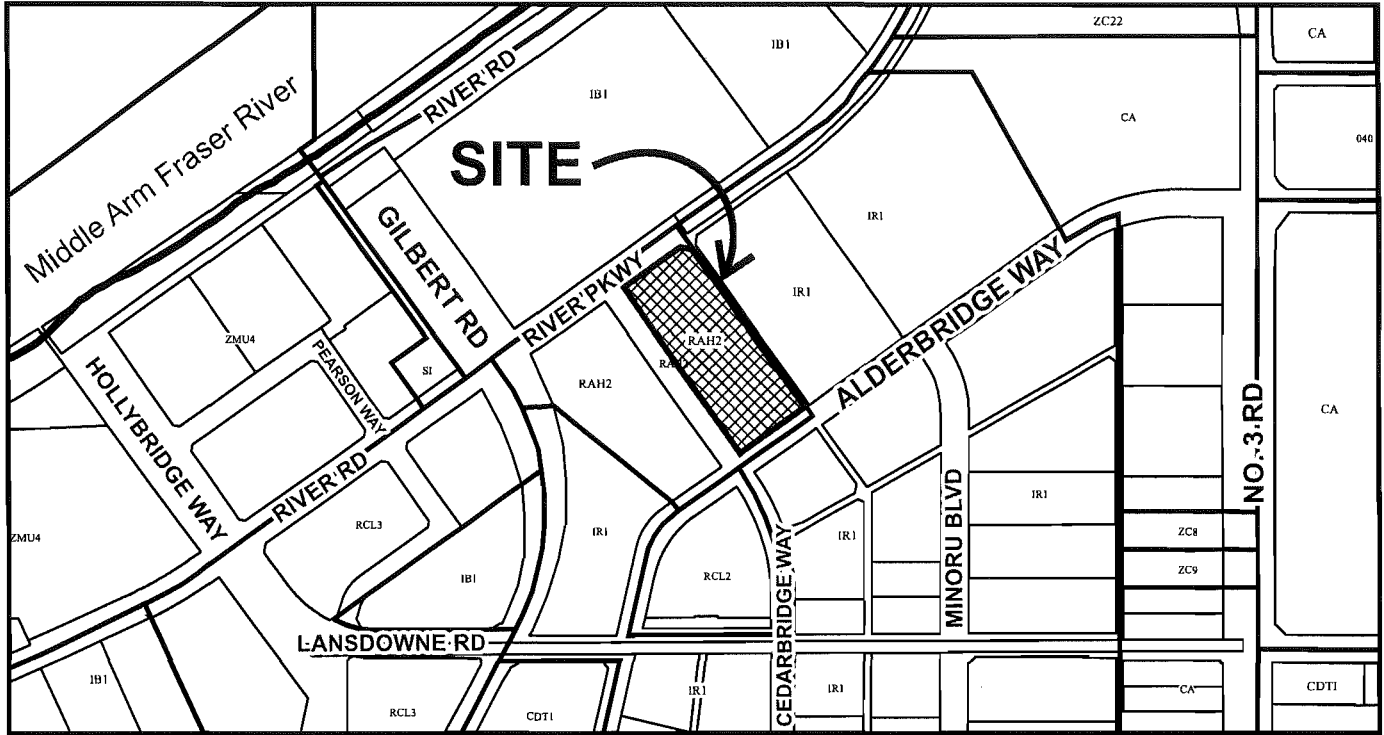 ZC22
CA
IB1
RIVER RD
IB1
CA
040
Middle Arm Fraser River
SITE
GILBERT RD
IR1
RIVER PKWY
IR1
ALDERBRIDGE WAY
ZMU4
PEARSON WAY
SI
RAH2
RAH2
CA
HOLLYBRIDGE WAY
NO. 3 RD
RIVER RD
RCL3
IR1
ZMU4
IR1
IR1
ZC8
IB1
RCL2
ZC9
CEDARBRIDGE WAY
MINORU BLVD
LANSDOWNE RD
IB1
IR1
IR1
CA
CDT1
RCL3
CDT1